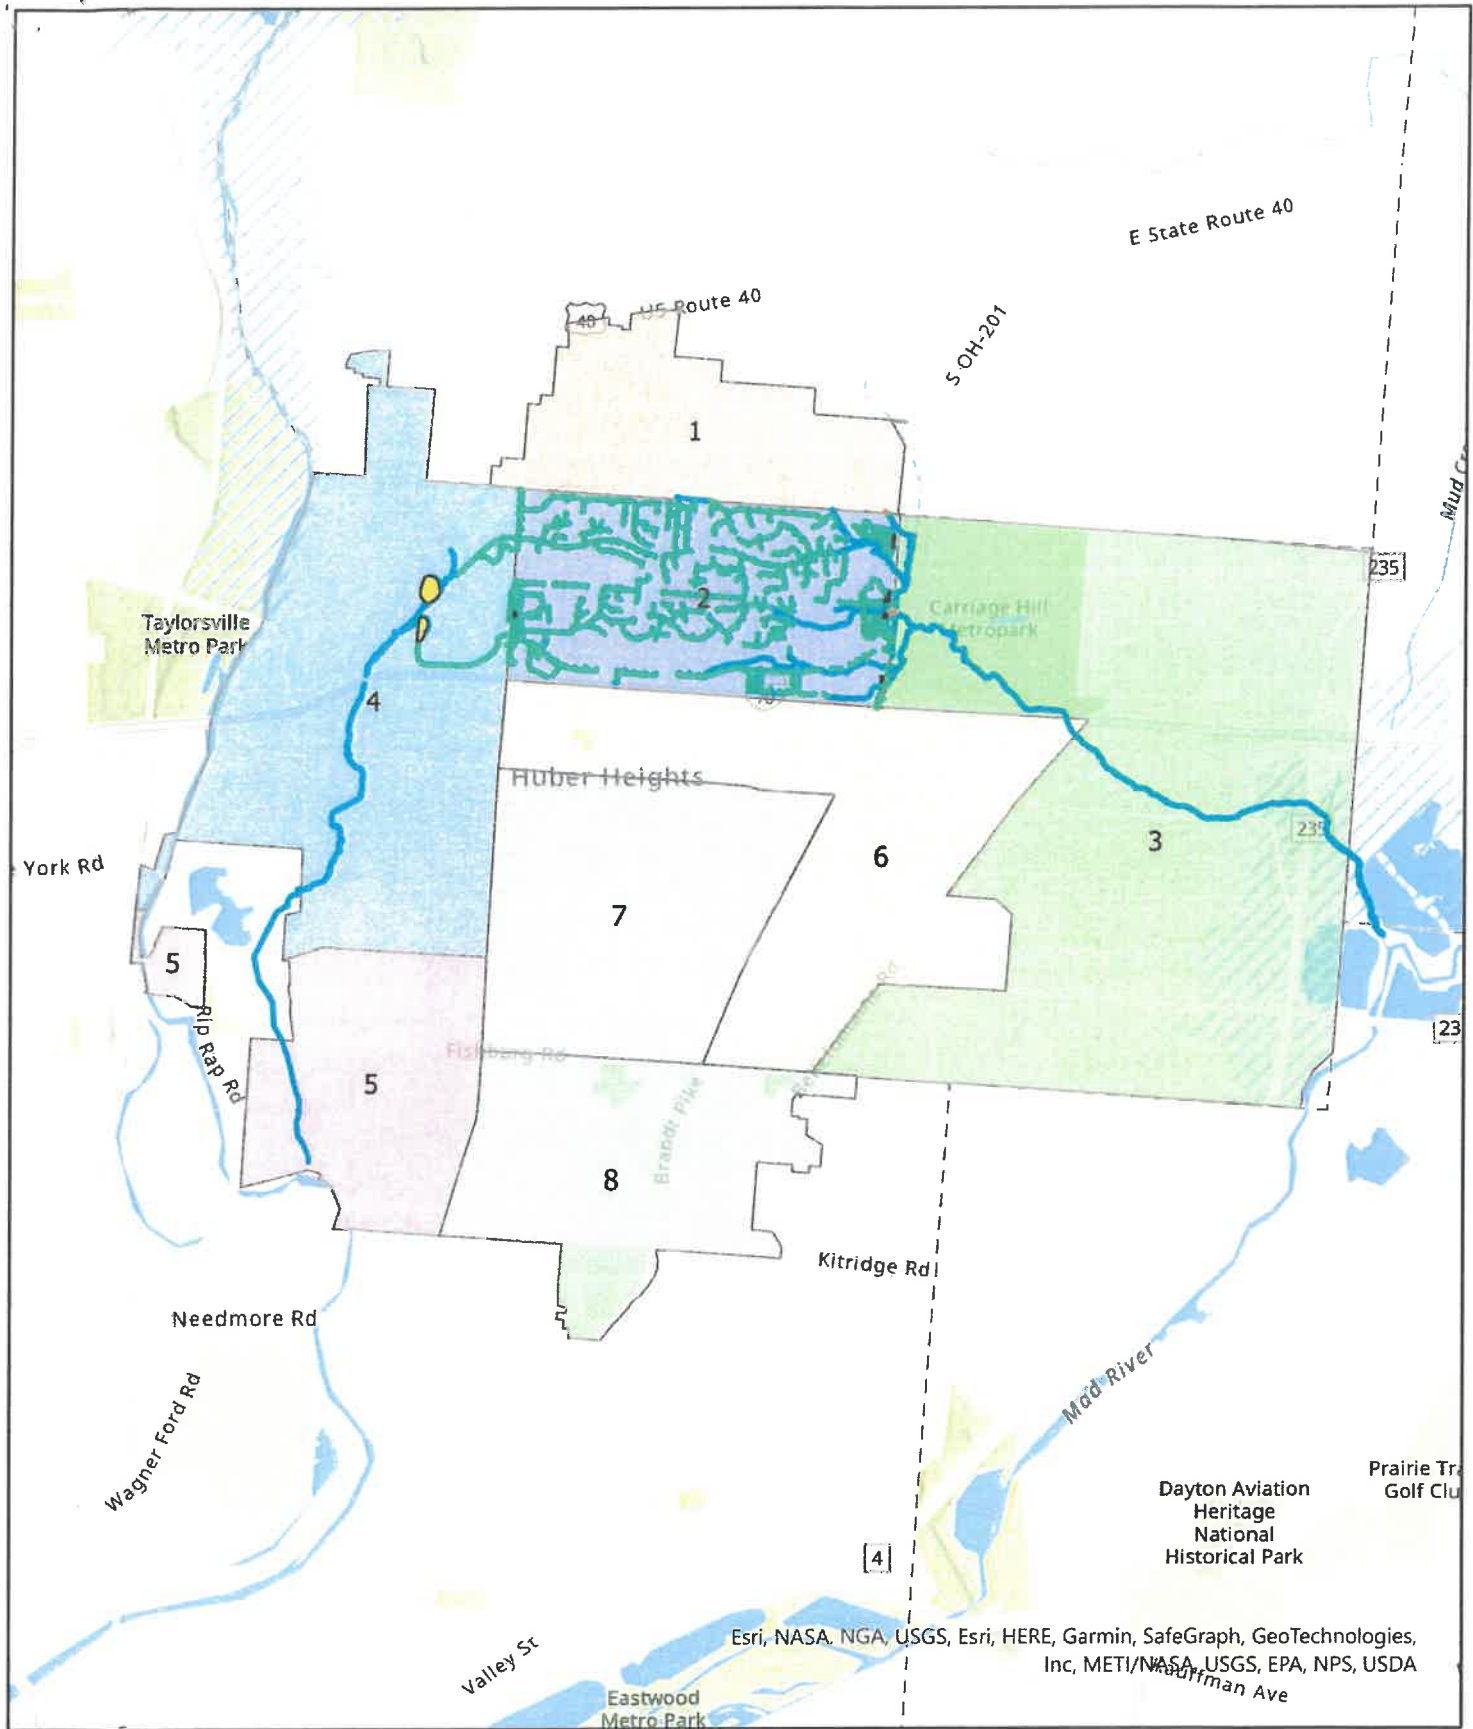 E State Route 40
US Route 40
40
S OH-201
1
235
2
Carriage Hill
Metropark
Taylorsville
Metro Park
4
70
Huber Heights
235
3
6
York Rd
7
5
Rip Rap Rd
23
Fishburg Rd
5
Brandt Pike
8
Kitridge Rd
Needmore Rd
Mad River
Wagner Ford Rd
Prairie Tra
Golf Clu
Dayton Aviation
Heritage
National
Historical Park
4
Esri, NASA, NGA, USGS, Esri, HERE, Garmin, SafeGraph, GeoTechnologies,
Inc, METI/NASA, USGS, EPA, NPS, USDA
Kauffman Ave
Valley St
Eastwood
Metro Park